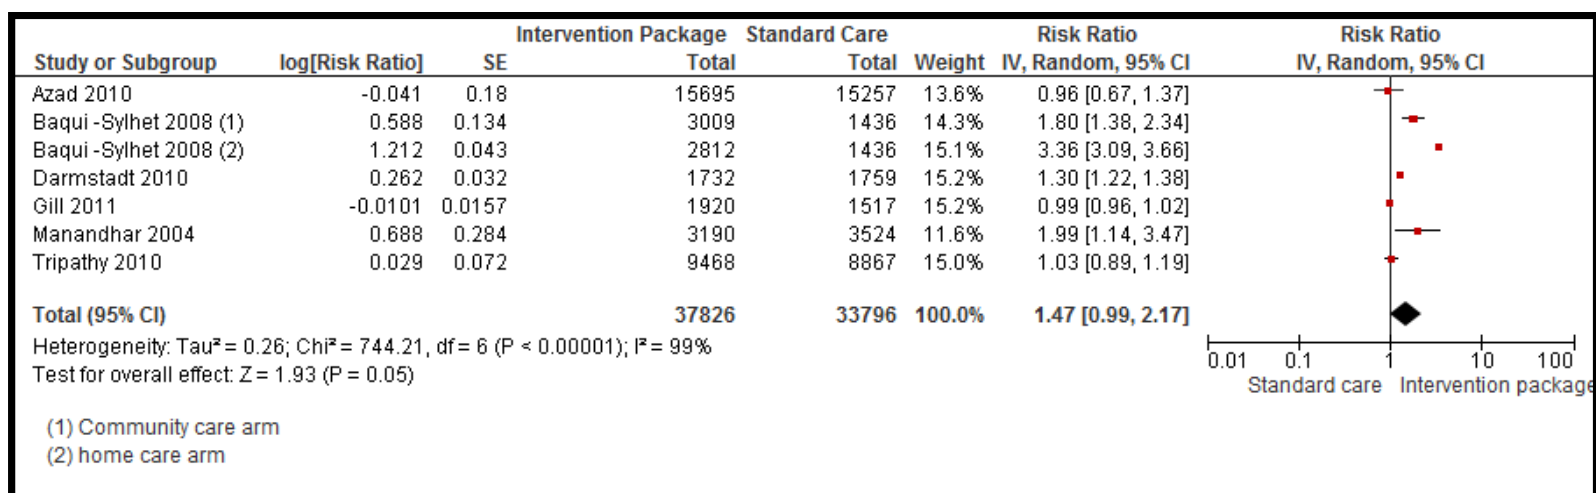 Intervention Package Standard Care Risk Ratio Risk Ratio
Study or Subgroup log[Risk Ratio] SE Total Total Weight IV, Random, 95% CI IV, Random, 95% CI
Azad 2010 -0.041 0.18 15695 15257 13.6% 0.96 [0.67, 1.37]
Baqui -Sylhet 2008 (1) 0.588 0.134 3009 1436 14.3% 1.80 [1.38, 2.34]
Baqui -Sylhet 2008 (2) 1.212 0.043 2812 1436 15.1% 3.36 [3.09, 3.66]
Darmstadt 2010 0.262 0.032 1732 1759 15.2% 1.30 [1.22, 1.38]
Gill 2011 -0.0101 0.0157 1920 1517 15.2% 0.99 [0.96, 1.02]
Manandhar 2004 0.688 0.284 3190 3524 11.6% 1.99 [1.14, 3.47]
Tripathy 2010 0.029 0.072 9468 8867 15.0% 1.03 [0.89, 1.19]
Total (95% CI) 37826 33796 100.0% 1.47 [0.99, 2.17]
Heterogeneity: Tau² = 0.26; Chi² = 744.21, df = 6 (P < 0.00001); I² = 99%
Test for overall effect: Z = 1.93 (P = 0.05)
0.01 0.1 1 10 100
Standard care Intervention package
(1) Community care arm
(2) home care arm